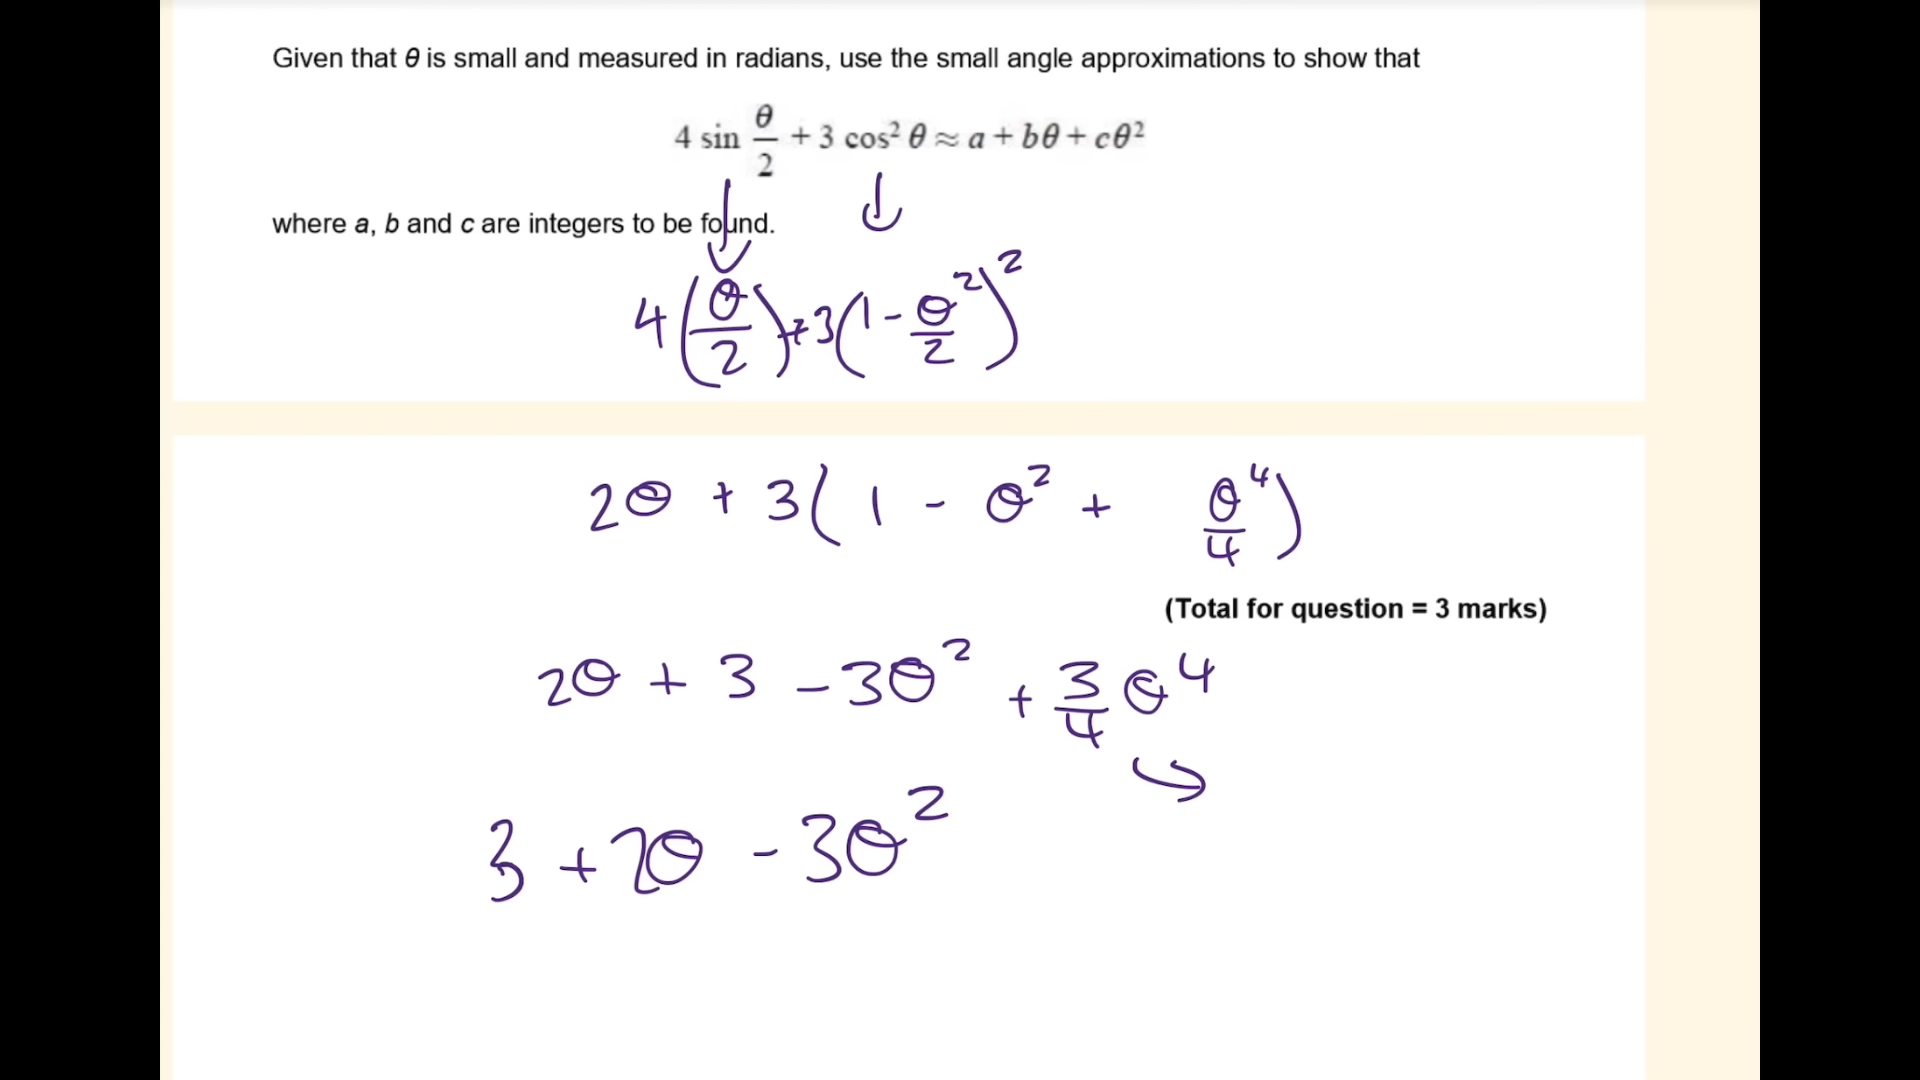 Given that θ is small and measured in radians, use the small angle approximations to show that
4 sin θ/2 + 3 cos² θ ≈ a + bθ + cθ²
where a, b and c are integers to be found.
4(θ/2) + 3(1 - θ²/2)²
2θ + 3(1 - θ² + θ⁴/4)
(Total for question = 3 marks)
2θ + 3 - 3θ² + 3/4 θ⁴
3 + 2θ - 3θ²